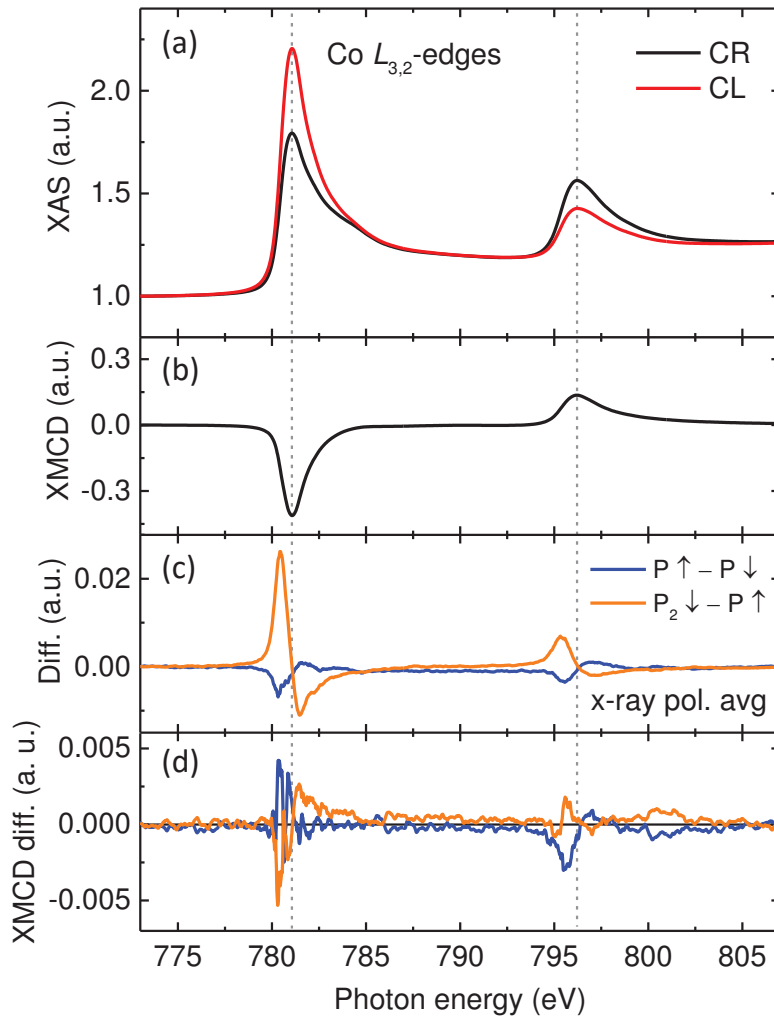 (a)
Co L3,2-edges
CR
CL
XAS (a.u.)
2.0
1.5
1.0
(b)
XMCD (a.u.)
0.3
0.0
-0.3
(c)
P ↑ – P ↓
P2 ↓ – P ↑
Diff. (a.u.)
0.02
0.00
x-ray pol. avg
(d)
XMCD diff. (a. u.)
0.005
0.000
-0.005
775 780 785 790 795 800 805
Photon energy (eV)